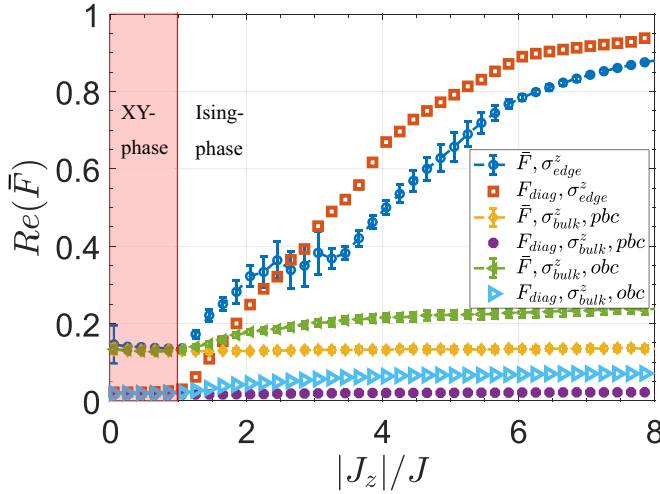 1
0.8
0.6
0.4
0.2
0
0 2 4 6 8
Re(F̄)
|J_z|/J
XY-
phase
Ising-
phase
F̄, σ^z_edge
F_diag, σ^z_edge
F̄, σ^z_bulk, pbc
F_diag, σ^z_bulk, pbc
F̄, σ^z_bulk, obc
F_diag, σ^z_bulk, obc